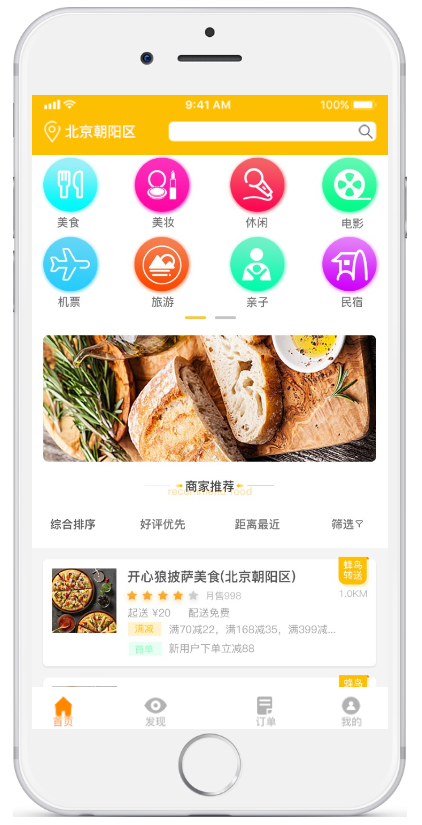 9:41 AM 100%
北京朝阳区
美食 美妆 休闲 电影
机票 旅游 亲子 民宿
商家推荐
综合排序 好评优先 距离最近 筛选
开心狼披萨美食(北京朝阳区)
蜂鸟
转送
月售998 1.0KM
起送 ¥20 配送免费
满减 满70减22，满168减35，满399减...
首单 新用户下单立减88
蜂鸟
首页 发现 订单 我的